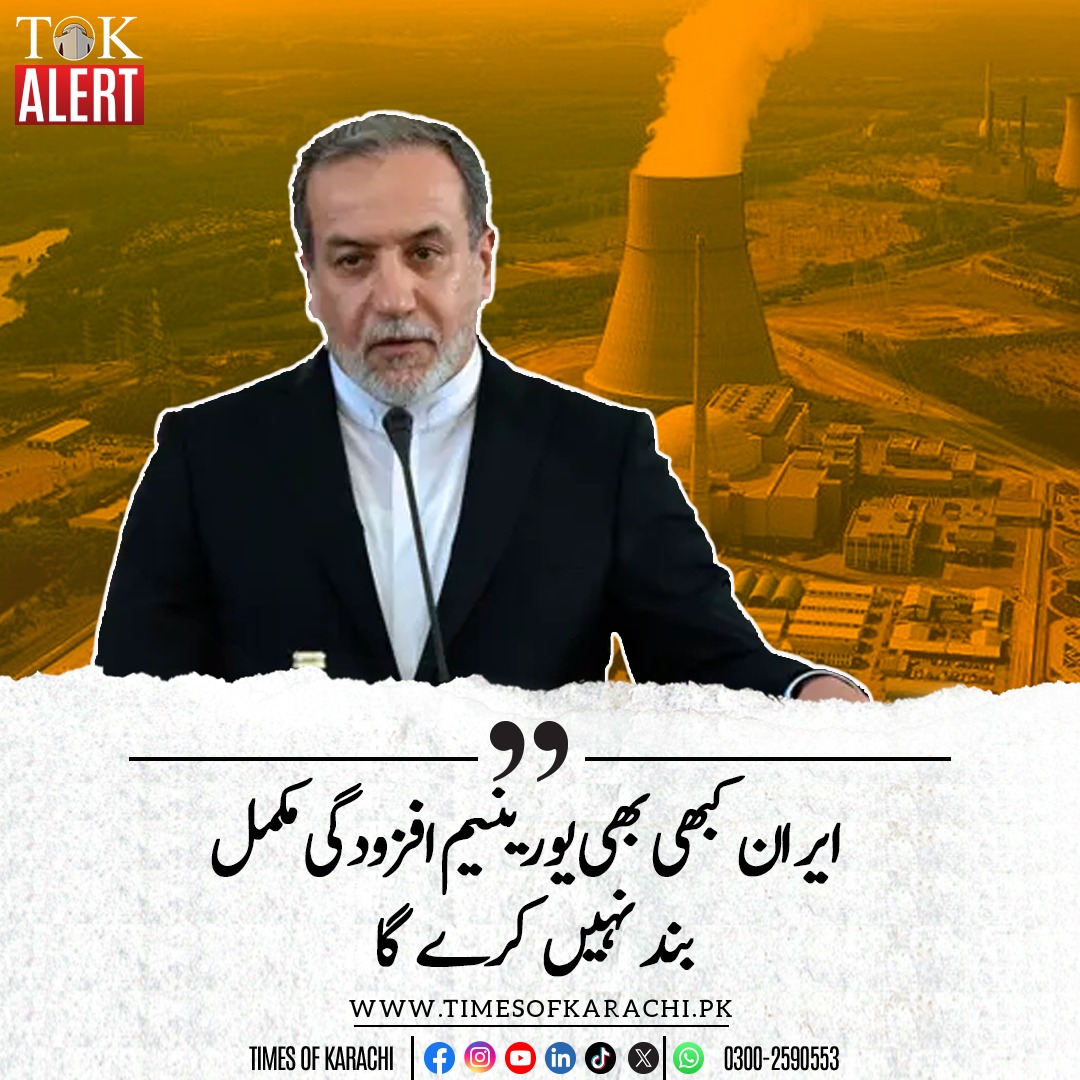 TOK
ALERT
”
ایران کبھی بھی یورینیم افزودگی مکمل
بند نہیں کرے گا
WWW.TIMESOFKARACHI.PK
TIMES OF KARACHI 0300-2590553